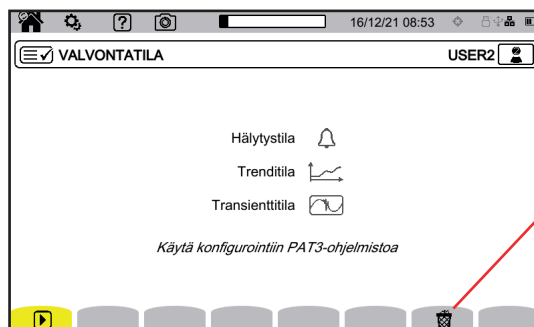 16/12/21 08:53
VALVONTATILA USER2
Hälytystila
Trenditila
Transienttitila
Käytä konfigurointiin PAT3-ohjelmistoa